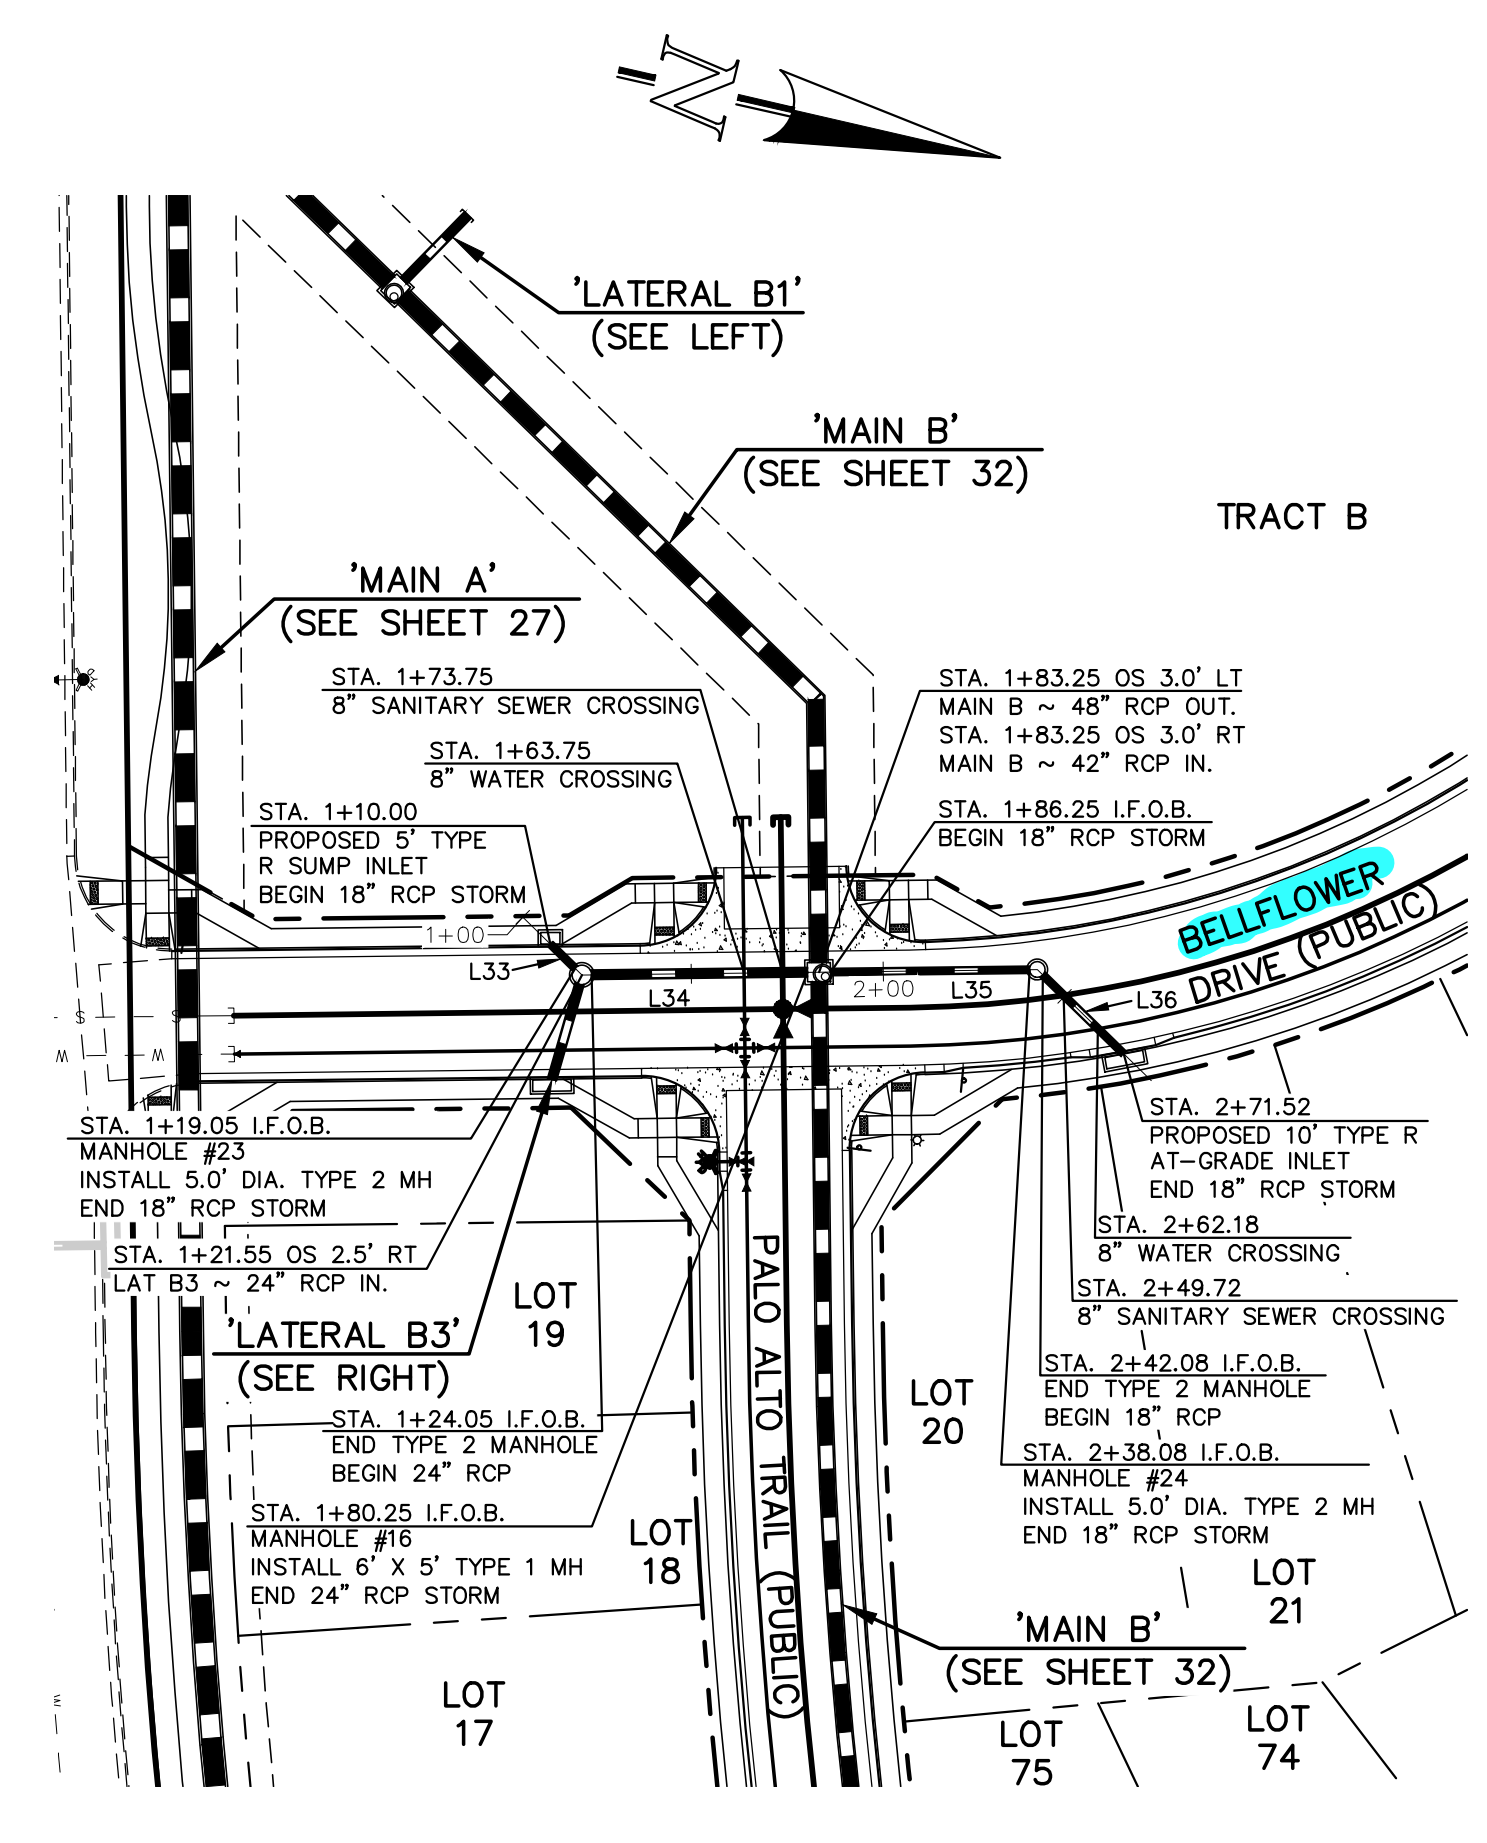 N
'LATERAL B1'
(SEE LEFT)
'MAIN B'
(SEE SHEET 32)
TRACT B
'MAIN A'
(SEE SHEET 27)
STA. 1+73.75
8" SANITARY SEWER CROSSING
STA. 1+63.75
8" WATER CROSSING
STA. 1+10.00
PROPOSED 5' TYPE
R SUMP INLET
BEGIN 18" RCP STORM
STA. 1+83.25 OS 3.0' LT
MAIN B ~ 48" RCP OUT.
STA. 1+83.25 OS 3.0' RT
MAIN B ~ 42" RCP IN.
STA. 1+86.25 I.F.O.B.
BEGIN 18" RCP STORM
BELLFLOWER
DRIVE (PUBLIC)
1+00
L33
L34
2+00
L35
L36
S
S
W
W
STA. 1+19.05 I.F.O.B.
MANHOLE #23
INSTALL 5.0' DIA. TYPE 2 MH
END 18" RCP STORM
STA. 1+21.55 OS 2.5' RT
LAT B3 ~ 24" RCP IN.
'LATERAL B3'
(SEE RIGHT)
STA. 1+24.05 I.F.O.B.
END TYPE 2 MANHOLE
BEGIN 24" RCP
STA. 1+80.25 I.F.O.B.
MANHOLE #16
INSTALL 6' X 5' TYPE 1 MH
END 24" RCP STORM
LOT
19
LOT
18
LOT
17
PALO ALTO TRAIL (PUBLIC)
STA. 2+71.52
PROPOSED 10' TYPE R
AT-GRADE INLET
END 18" RCP STORM
STA. 2+62.18
8" WATER CROSSING
STA. 2+49.72
8" SANITARY SEWER CROSSING
STA. 2+42.08 I.F.O.B.
END TYPE 2 MANHOLE
BEGIN 18" RCP
STA. 2+38.08 I.F.O.B.
MANHOLE #24
INSTALL 5.0' DIA. TYPE 2 MH
END 18" RCP STORM
LOT
20
LOT
21
'MAIN B'
(SEE SHEET 32)
LOT
75
LOT
74
W